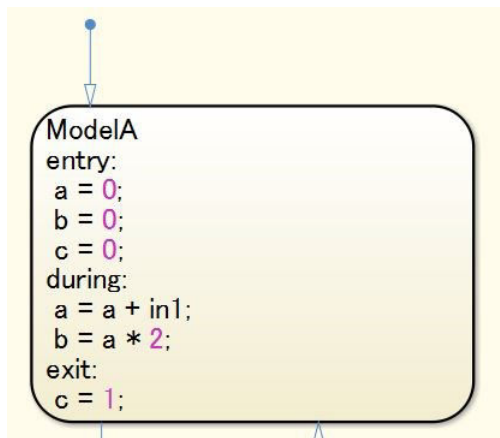 ModelA
entry:
a = 0;
b = 0;
c = 0;
during:
a = a + in1;
b = a * 2;
exit:
c = 1;